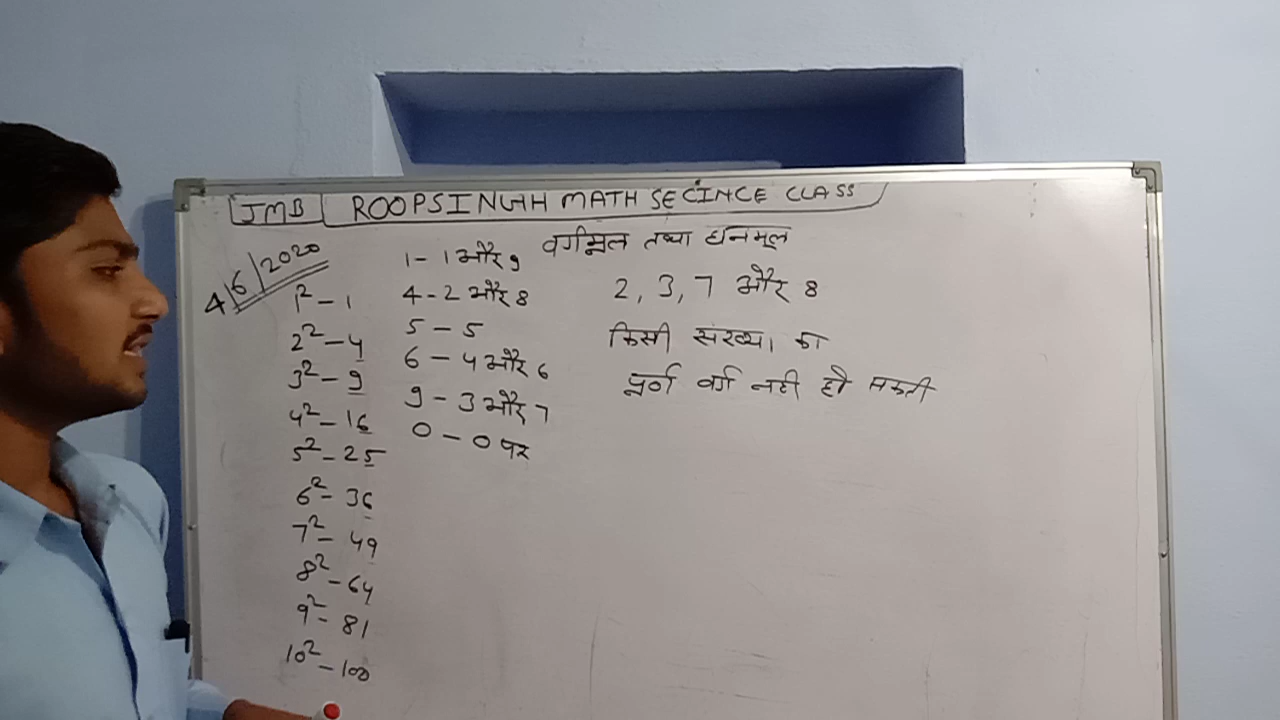 JMB ROOPSINGH MATH SECINCE CLASS
4/6/2020
वर्गमूल तथा घनमूल
1² - 1
2² - 4
3² - 9
4² - 16
5² - 25
6² - 36
7² - 49
8² - 64
9² - 81
10² - 100
1 - 1 और 9
4 - 2 और 8
5 - 5
6 - 4 और 6
9 - 3 और 7
0 - 0 पर
2, 3, 7 और 8
किसी संख्या का
पूर्ण वर्ग नही हो सकती